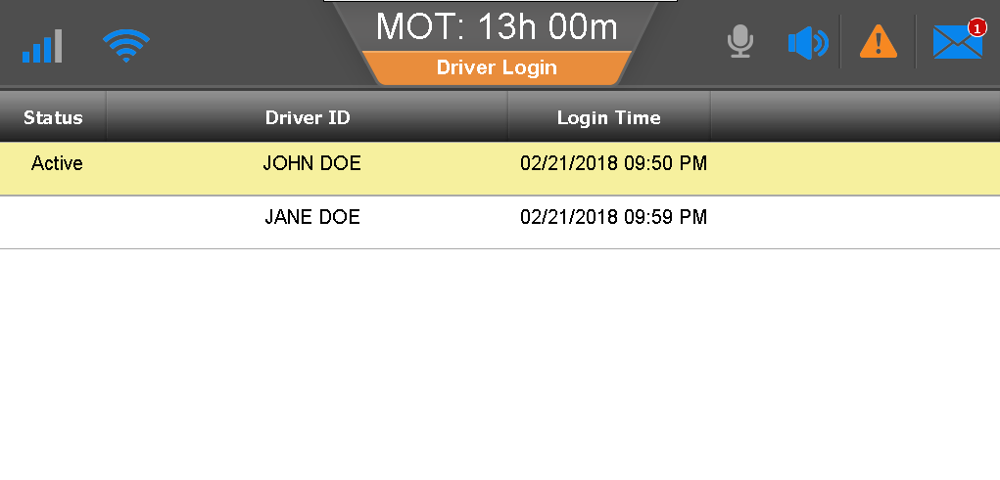 MOT: 13h 00m
1
Driver Login
Status Driver ID Login Time
Active JOHN DOE 02/21/2018 09:50 PM
JANE DOE 02/21/2018 09:59 PM